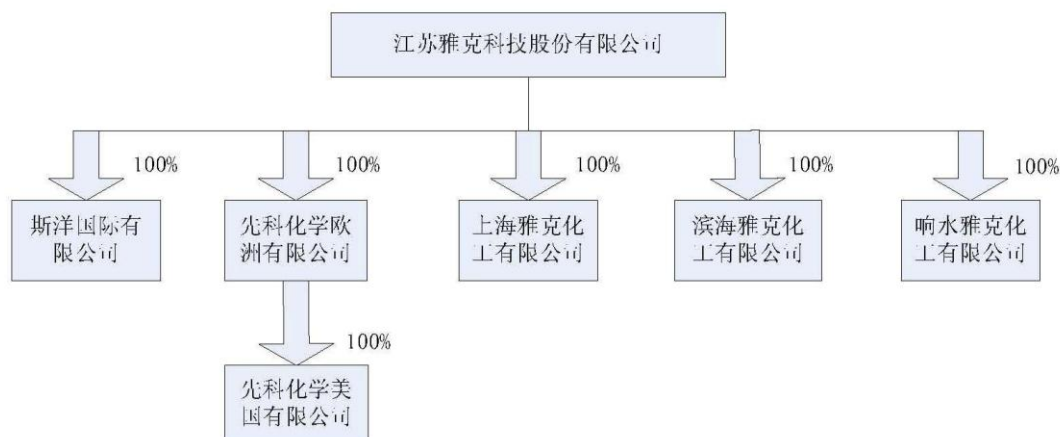 江苏雅克科技股份有限公司
100%
100%
100%
100%
100%
斯洋国际有
限公司
先科化学欧
洲有限公司
上海雅克化
工有限公司
滨海雅克化
工有限公司
响水雅克化
工有限公司
100%
先科化学美
国有限公司